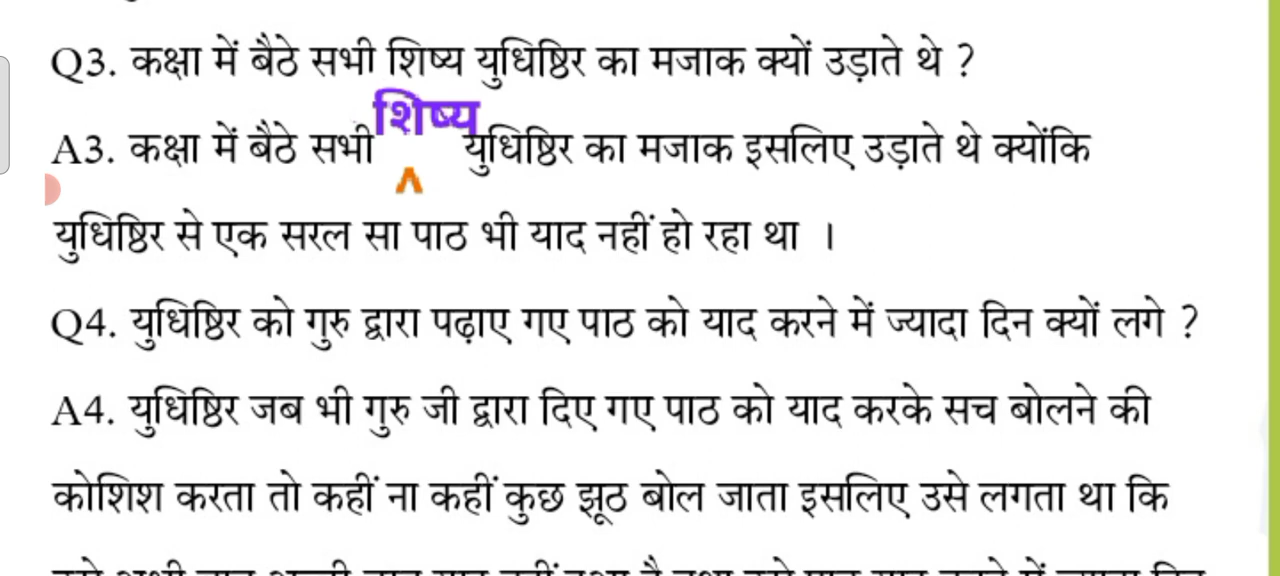 Q3. कक्षा में बैठे सभी शिष्य युधिष्ठिर का मजाक क्यों उड़ाते थे ?
A3. कक्षा में बैठे सभी शिष्य युधिष्ठिर का मजाक इसलिए उड़ाते थे क्योंकि
युधिष्ठिर से एक सरल सा पाठ भी याद नहीं हो रहा था ।
Q4. युधिष्ठिर को गुरु द्वारा पढ़ाए गए पाठ को याद करने में ज्यादा दिन क्यों लगे ?
A4. युधिष्ठिर जब भी गुरु जी द्वारा दिए गए पाठ को याद करके सच बोलने की
कोशिश करता तो कहीं ना कहीं कुछ झूठ बोल जाता इसलिए उसे लगता था कि